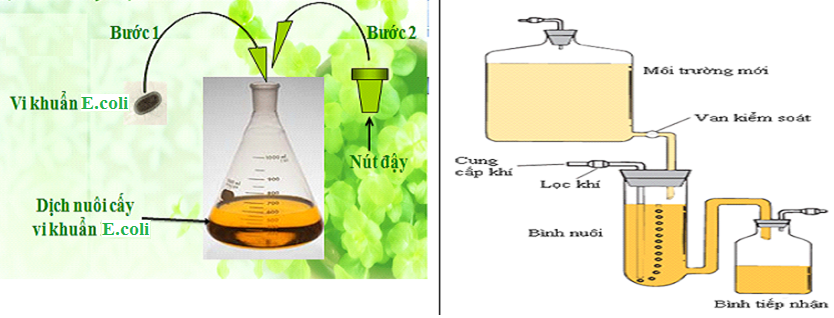 Bước 1
Bước 2
Vi khuẩn E.coli
Nút đậy
Dịch nuôi cấy
vi khuẩn E.coli
Môi trường mới
Van kiểm soát
Cung
cấp khí
Lọc khí
Bình nuôi
Bình tiếp nhận